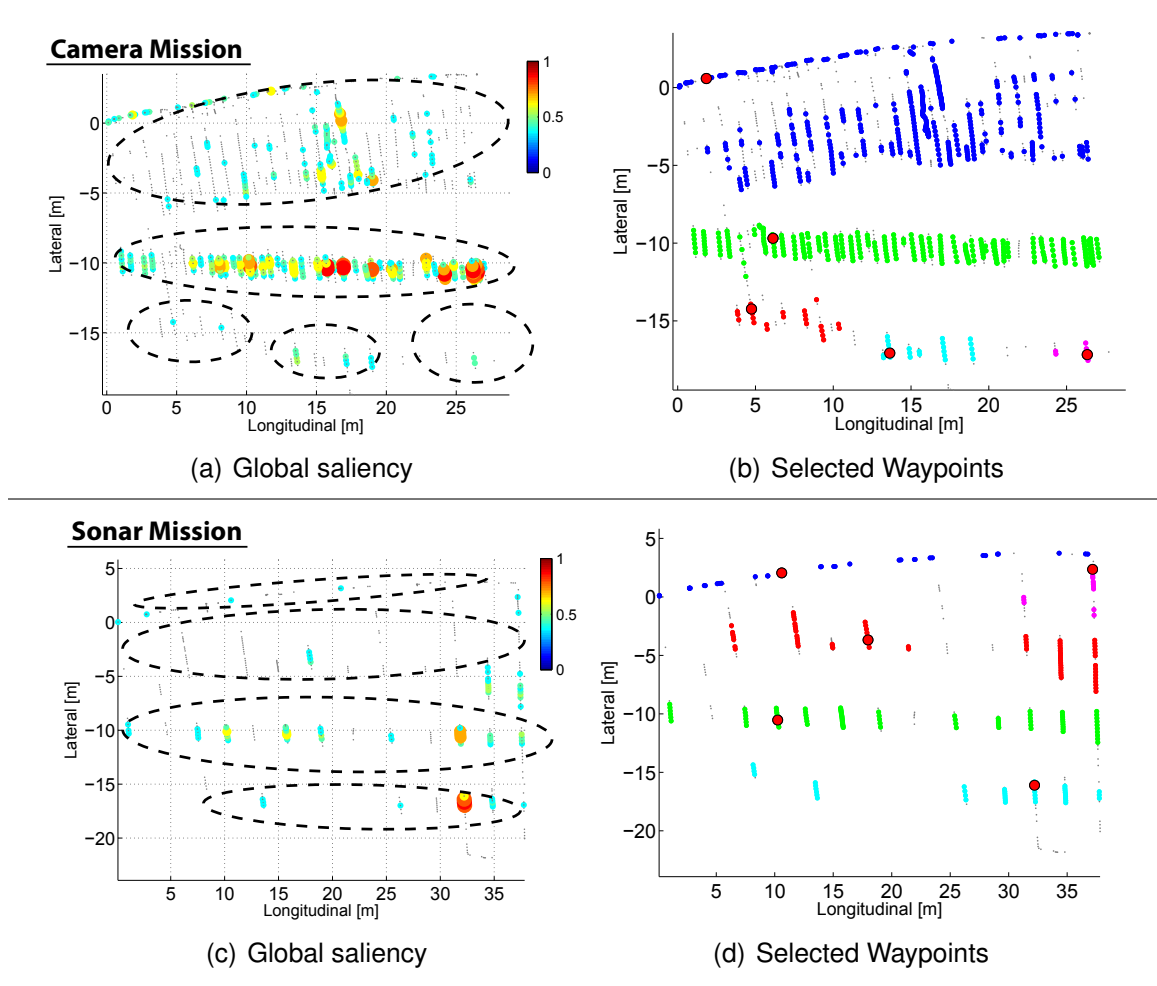 Camera Mission
1
0.5
0
0
−5
−10
−15
Lateral [m]
0 5 10 15 20 25
Longitudinal [m]
(a) Global saliency
0
−5
−10
−15
Lateral [m]
0 5 10 15 20 25
Longitudinal [m]
(b) Selected Waypoints
Sonar Mission
1
0.5
0
5
0
−5
−10
−15
−20
Lateral [m]
5 10 15 20 25 30 35
Longitudinal [m]
(c) Global saliency
5
0
−5
−10
−15
−20
Lateral [m]
5 10 15 20 25 30 35
Longitudinal [m]
(d) Selected Waypoints